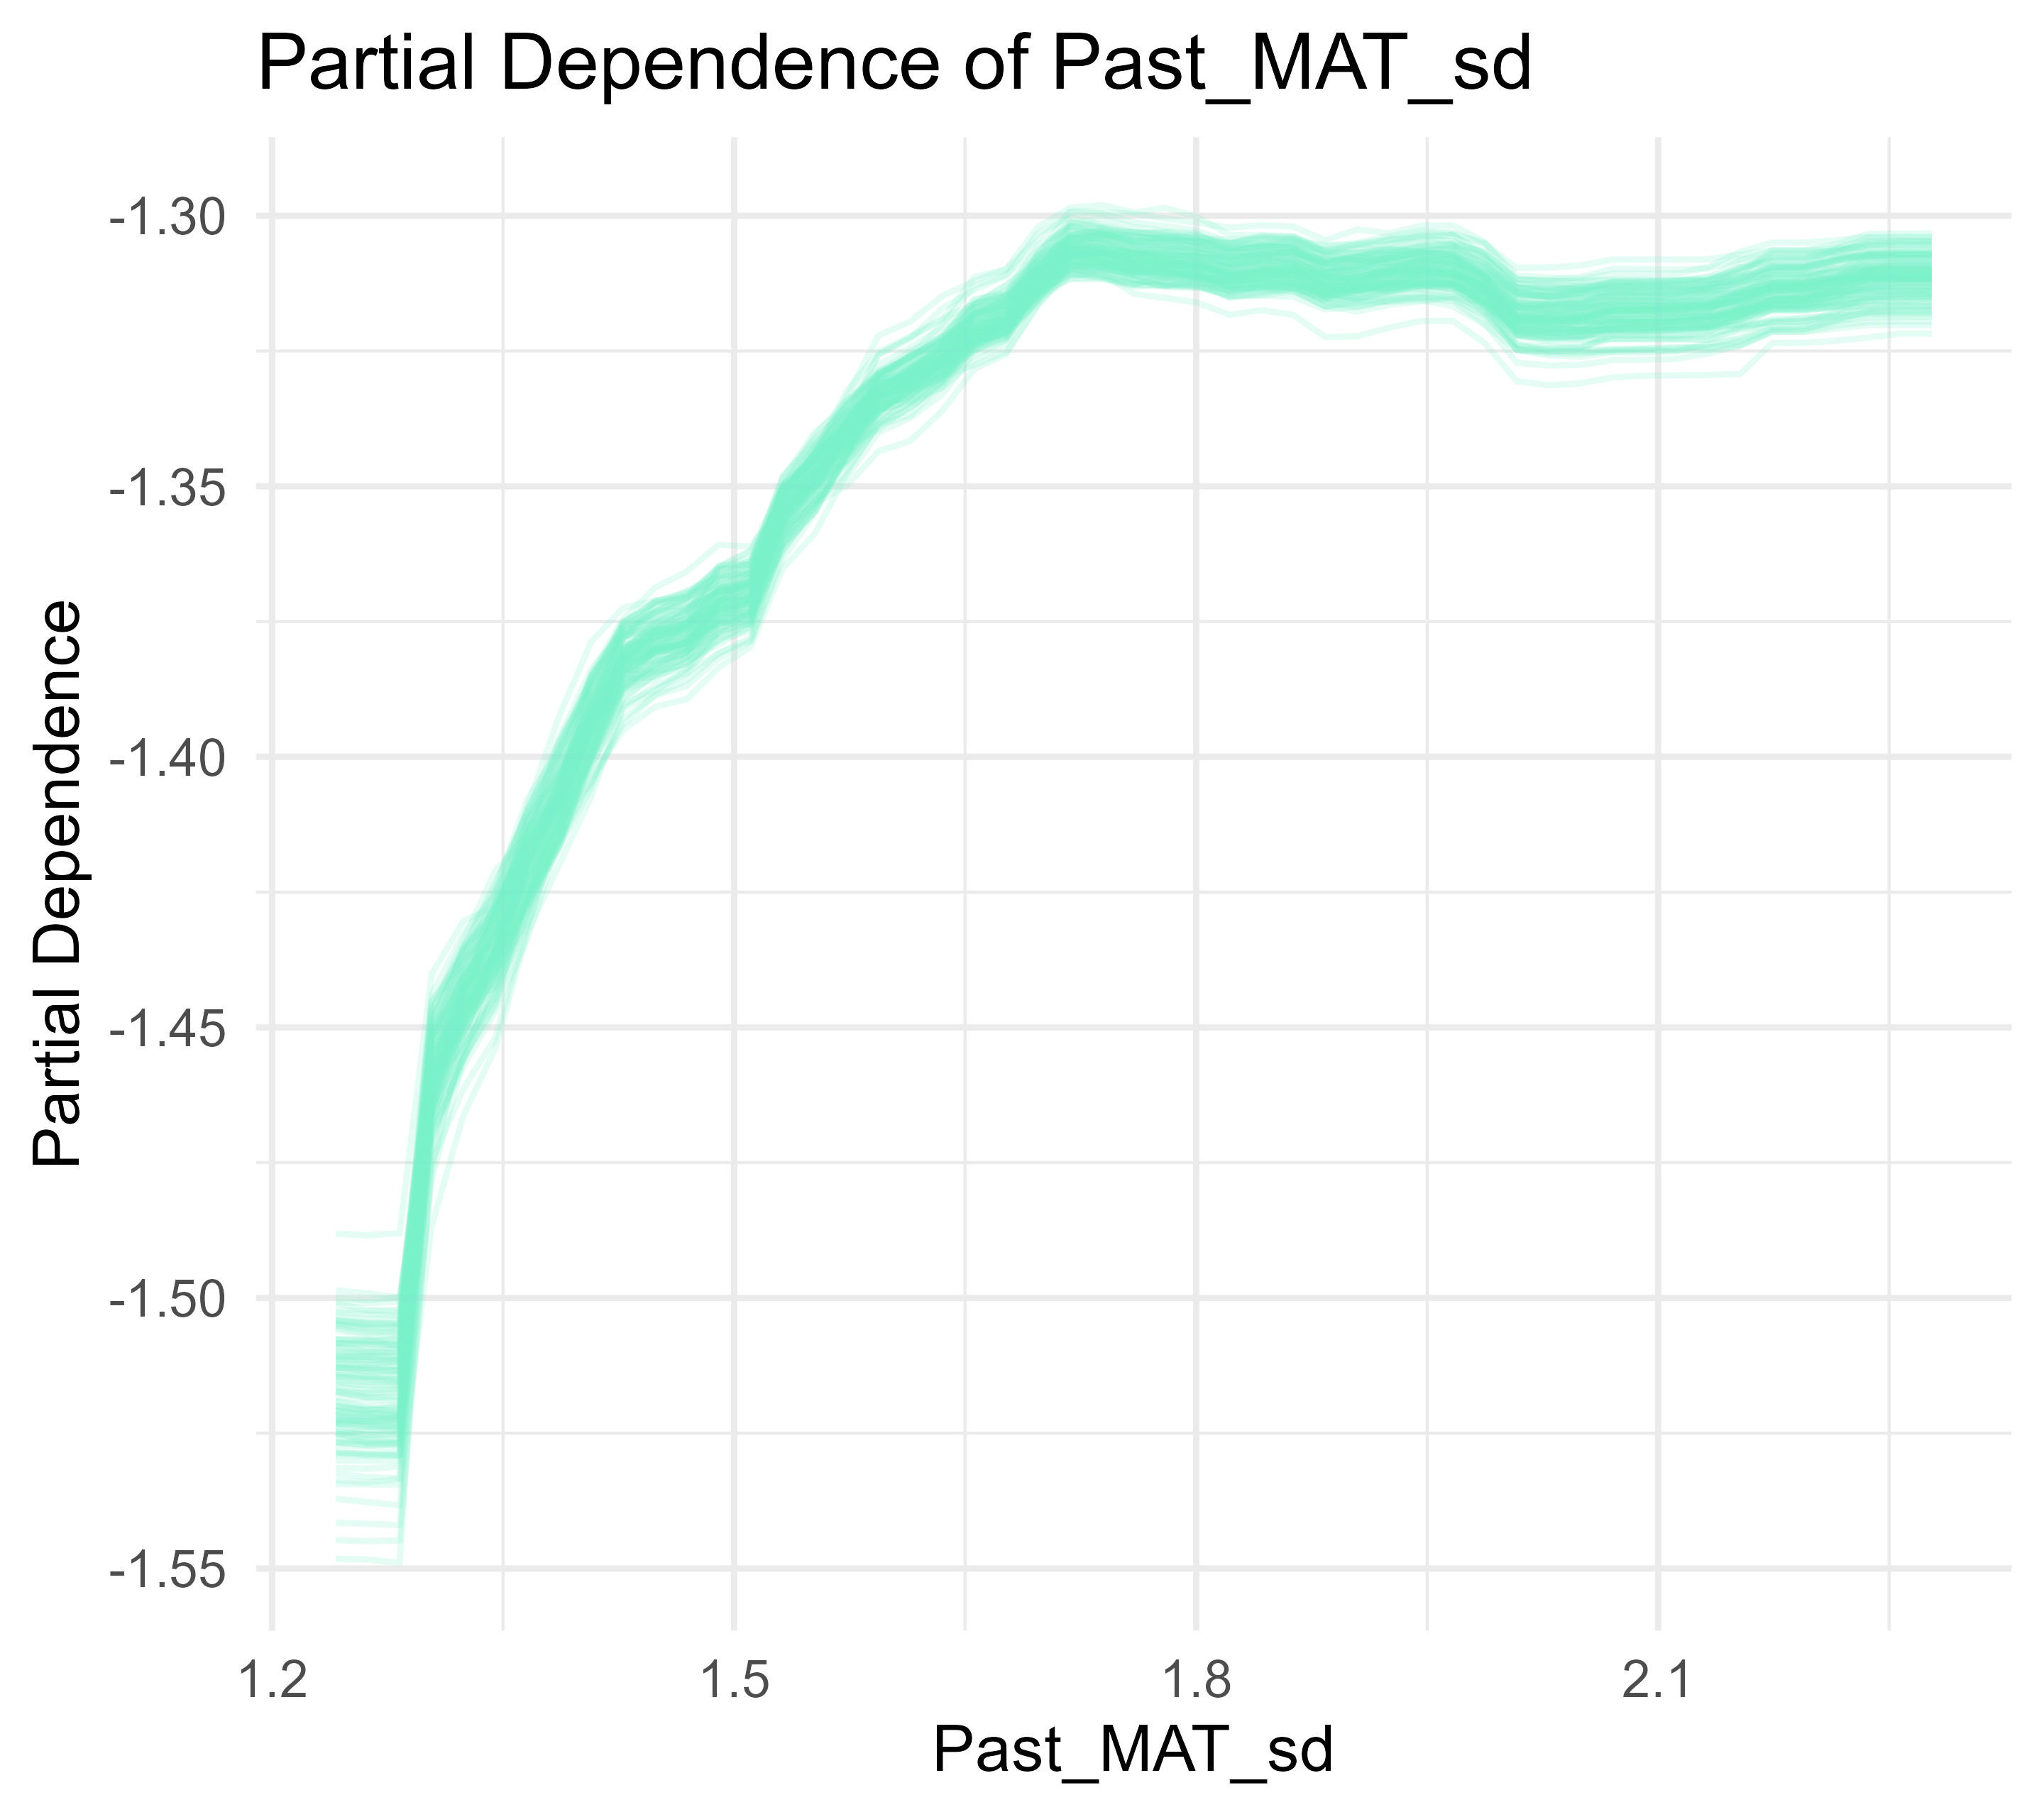 Partial Dependence of Past_MAT_sd
Partial Dependence
-1.30
-1.35
-1.40
-1.45
-1.50
-1.55
1.2 1.5 1.8 2.1
Past_MAT_sd